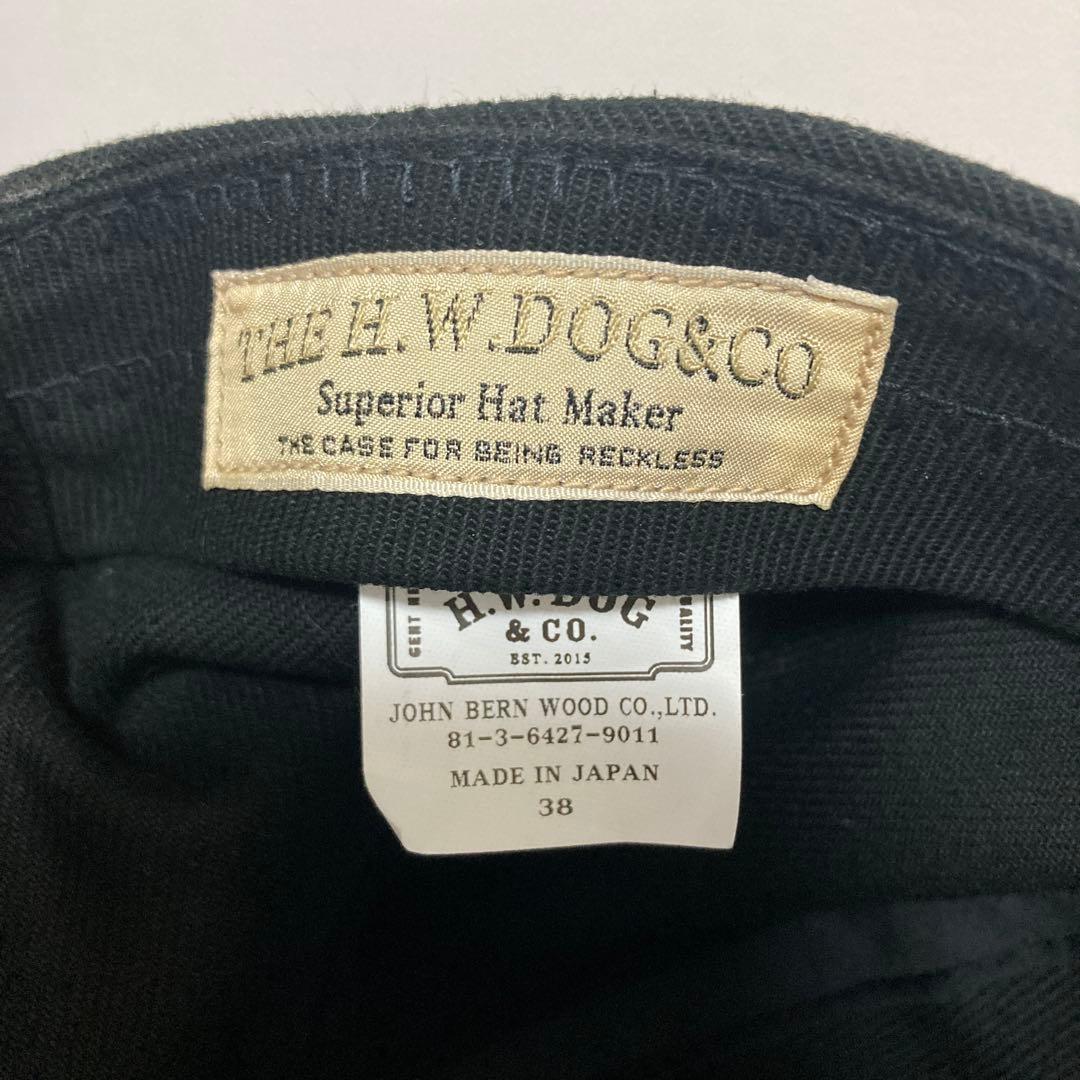 THE H.W.DOG&CO
Superior Hat Maker
THE CASE FOR BEING RECKLESS
H.W.DOG
& CO.
EST. 2015
GENT
JOHN BERN WOOD CO.,LTD.
81-3-6427-9011
MADE IN JAPAN
38